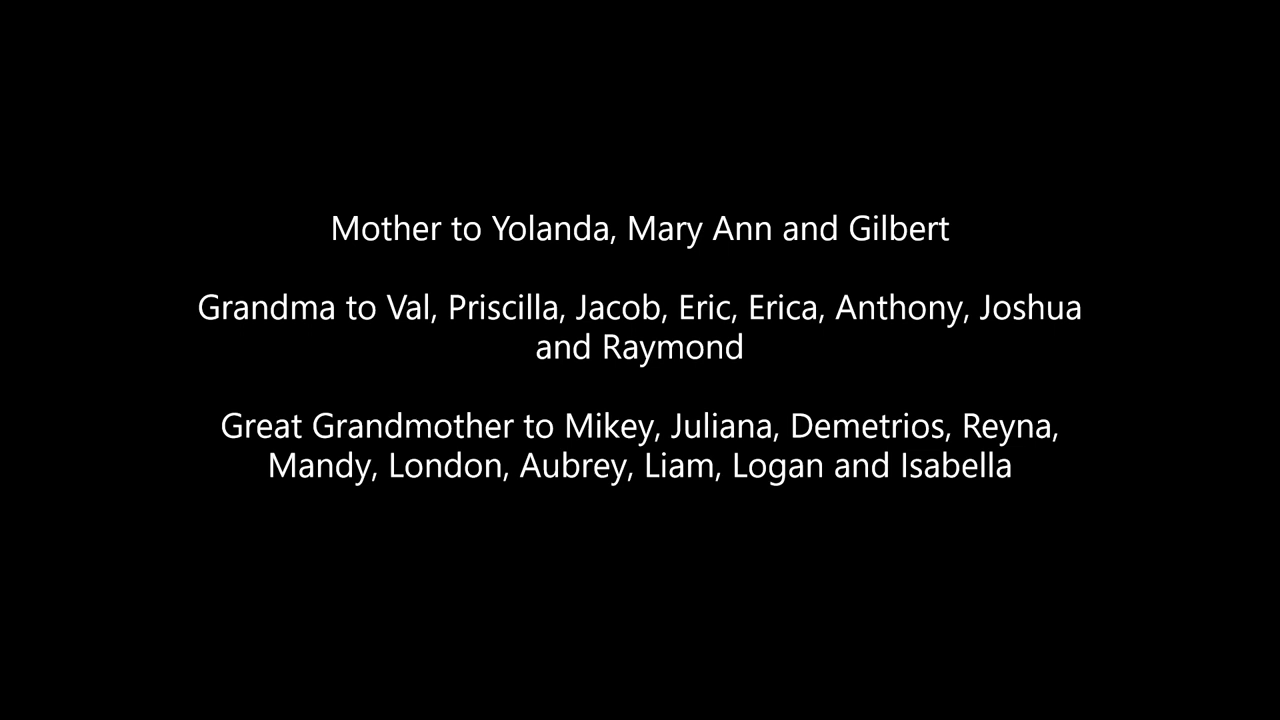 Mother to Yolanda, Mary Ann and Gilbert
Grandma to Val, Priscilla, Jacob, Eric, Erica, Anthony, Joshua
and Raymond
Great Grandmother to Mikey, Juliana, Demetrios, Reyna,
Mandy, London, Aubrey, Liam, Logan and Isabella